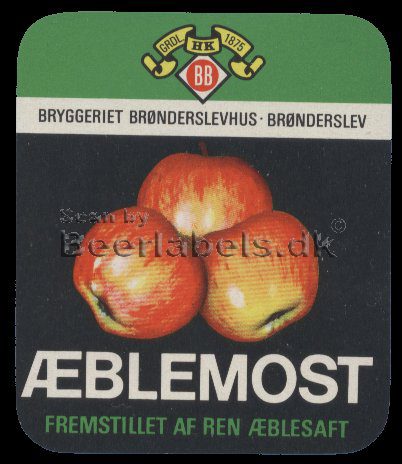 GRDL HK 1875
BB
BRYGGERIET BRØNDERSLEVHUS · BRØNDERSLEV
Scan by
Beerlabels.dk ©
ÆBLEMOST
FREMSTILLET AF REN ÆBLESAFT